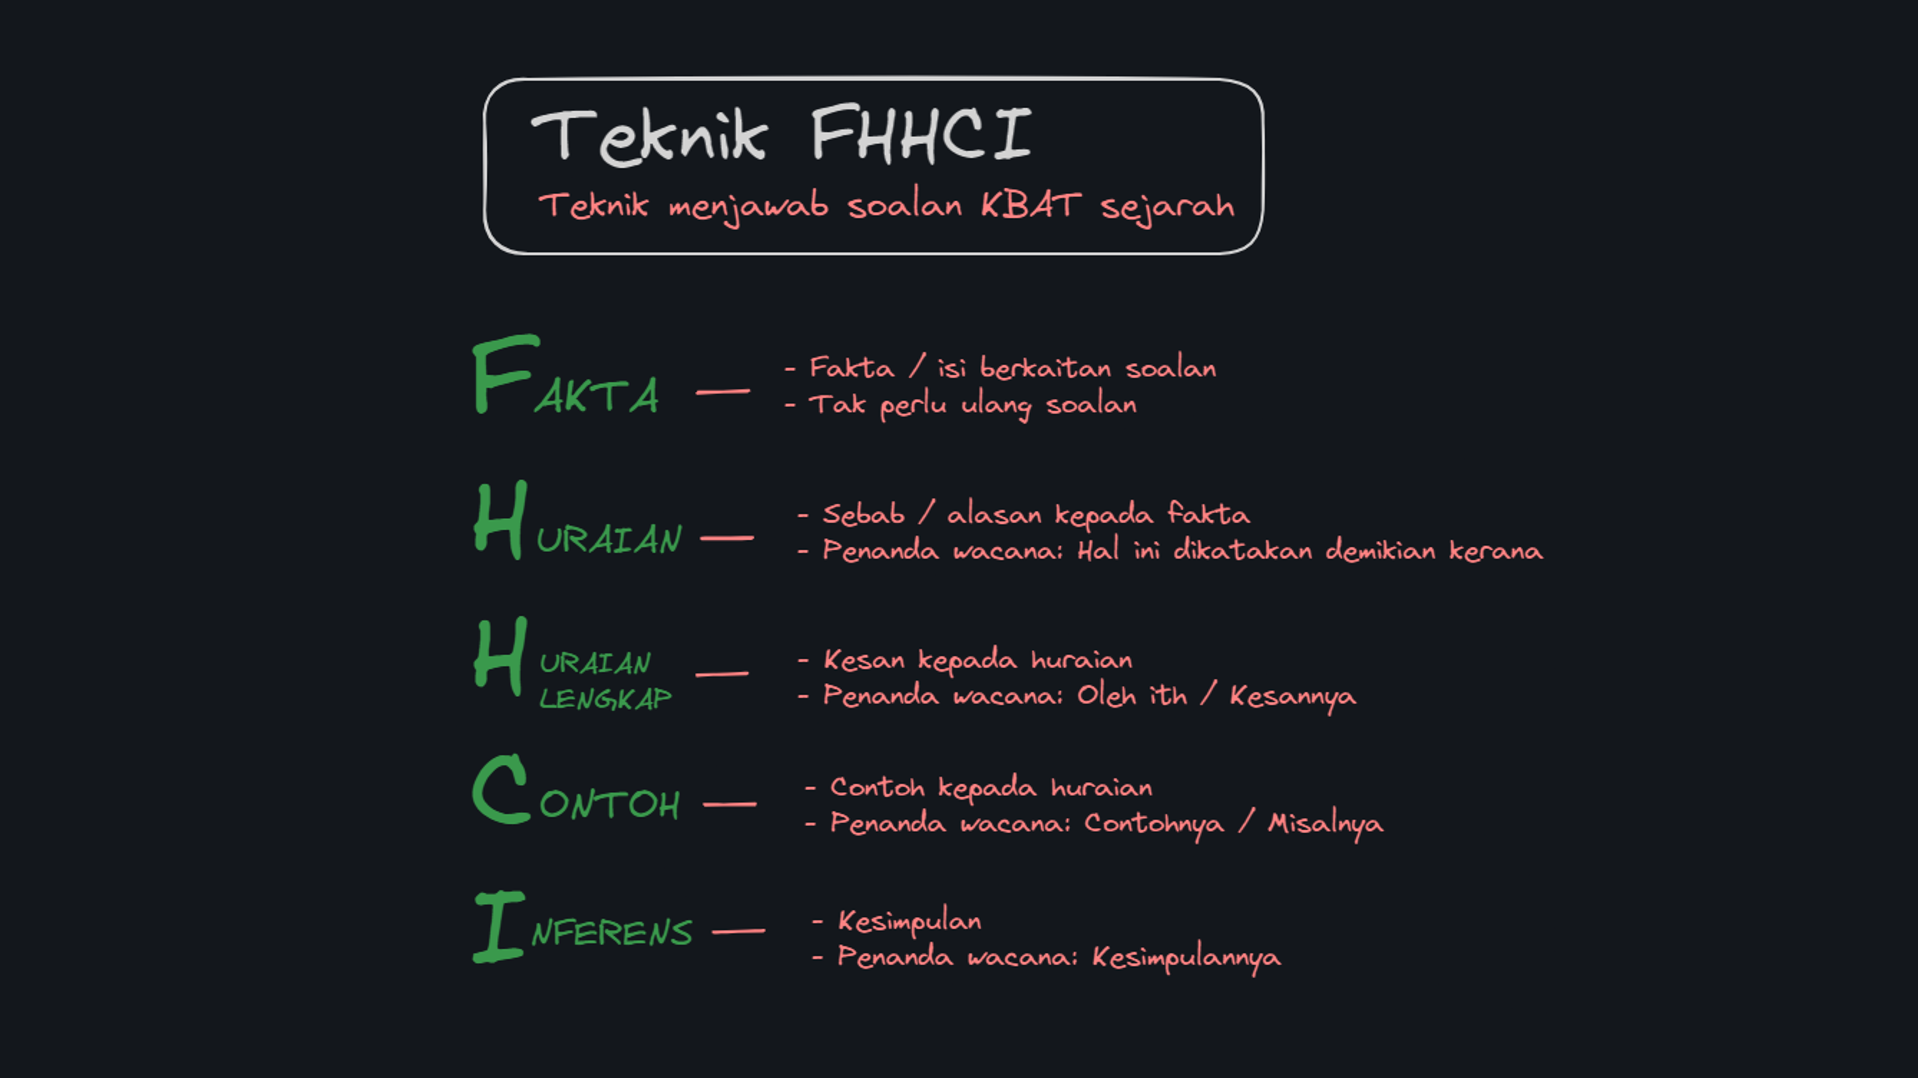 Teknik FHHCI
Teknik menjawab soalan KBAT sejarah
FAKTA — - Fakta / isi berkaitan soalan
- Tak perlu ulang soalan
HURAIAN — - Sebab / alasan kepada fakta
- Penanda wacana: Hal ini dikatakan demikian kerana
HURAIAN
LENGKAP — - Kesan kepada huraian
- Penanda wacana: Oleh ith / Kesannya
CONTOH — - Contoh kepada huraian
- Penanda wacana: Contohnya / Misalnya
INFERENS — - Kesimpulan
- Penanda wacana: Kesimpulannya